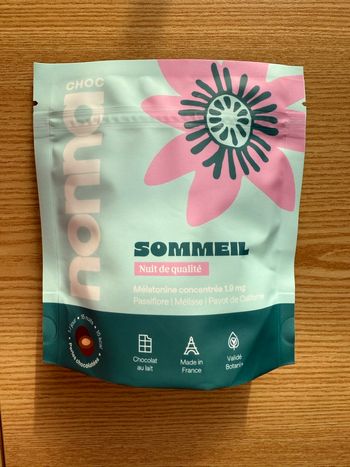 CHOC
nonna
SOMMEIL
Nuit de qualité
Mélatonine concentrée 1.9 mg
Passiflore | Mélisse | Pavot de Californie
Chocolat
au lait
Made in
France
Validé